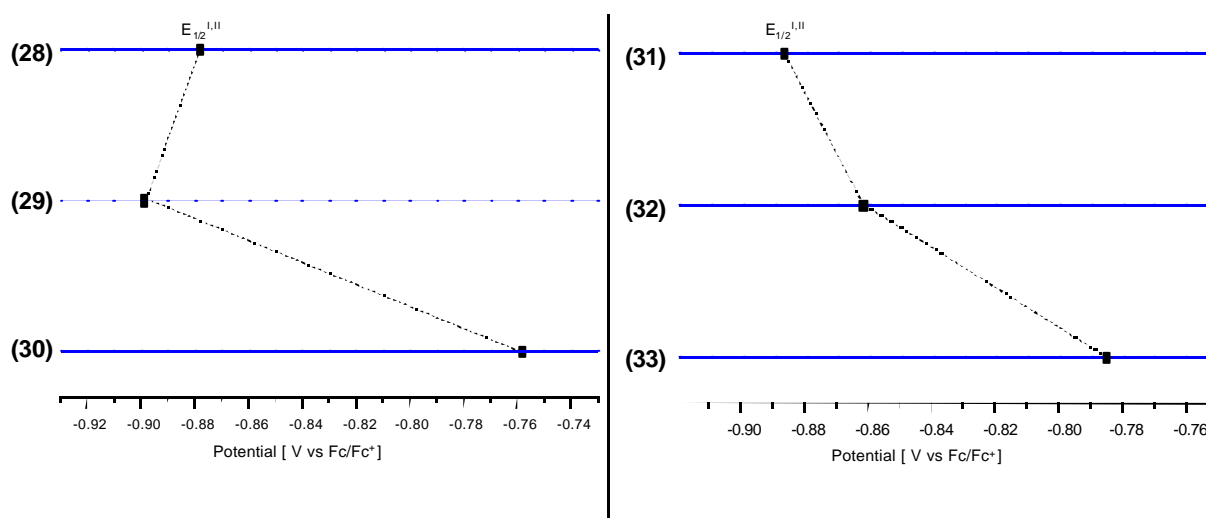 E1/2 I,II
(28)
(29)
(30)
-0.92 -0.90 -0.88 -0.86 -0.84 -0.82 -0.80 -0.78 -0.76 -0.74
Potential [ V vs Fc/Fc+]
E1/2 I,II
(31)
(32)
(33)
-0.90 -0.88 -0.86 -0.84 -0.82 -0.80 -0.78 -0.76
Potential [ V vs Fc/Fc+]